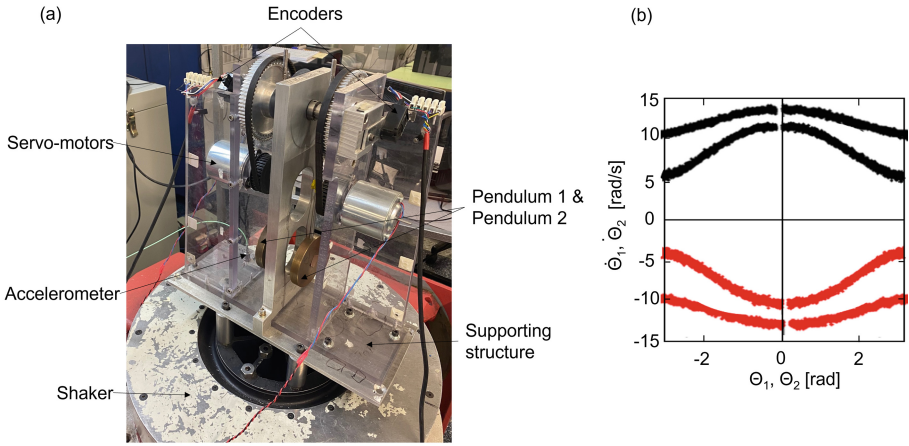 (a)
Encoders
Servo-motors
Pendulum 1 &
Pendulum 2
Accelerometer
Supporting
structure
Shaker
(b)
15
10
5
0
-5
-10
-15
Θ̇₁, Θ̇₂ [rad/s]
-2
0
2
Θ₁, Θ₂ [rad]